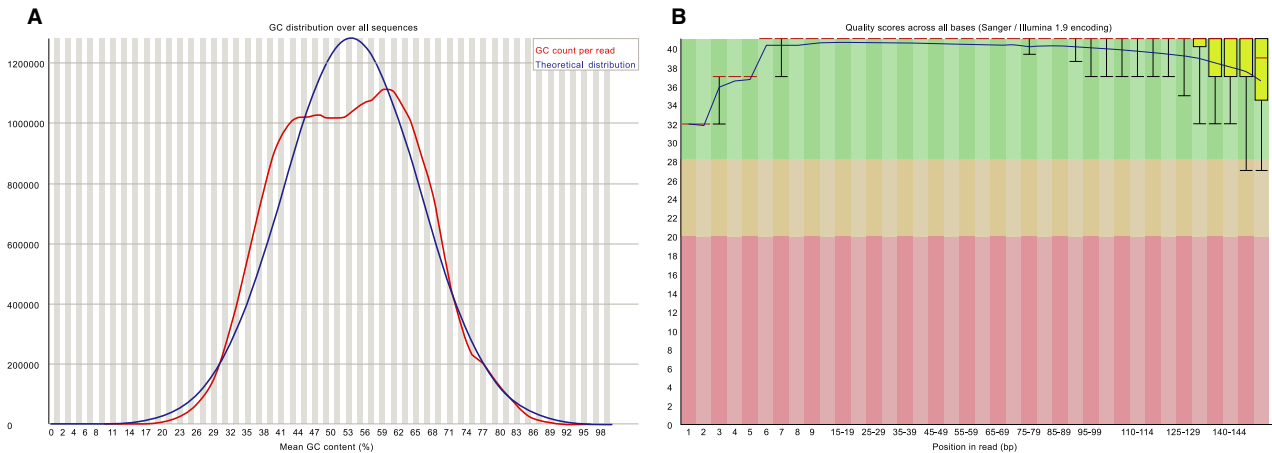 A
GC distribution over all sequences
GC count per read
Theoretical distribution
1200000
1000000
800000
600000
400000
200000
0
0 2 4 6 8 11 14 17 20 23 26 29 32 35 38 41 44 47 50 53 56 59 62 65 68 71 74 77 80 83 86 89 92 95 98
Mean GC content (%)
B
Quality scores across all bases (Sanger / Illumina 1.9 encoding)
40
38
36
34
32
30
28
26
24
22
20
18
16
14
12
10
8
6
4
2
0
1 2 3 4 5 6 7 8 9 15-19 25-29 35-39 45-49 55-59 65-69 75-79 85-89 95-99 110-114 125-129 140-144
Position in read (bp)